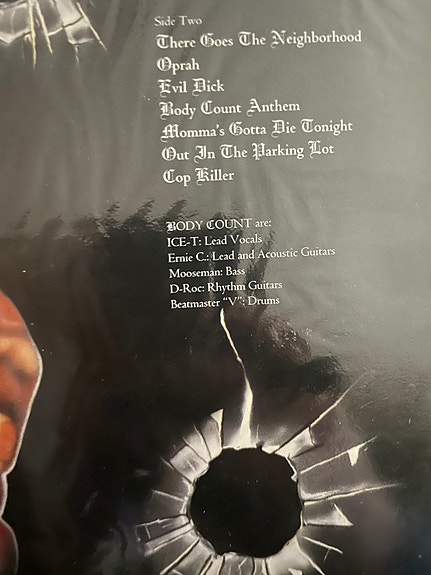 Side Two
There Goes The Neighborhood
Oprah
Evil Dick
Body Count Anthem
Momma's Gotta Die Tonight
Out In The Parking Lot
Cop Killer
BODY COUNT are:
ICE-T: Lead Vocals
Ernie C.: Lead and Acoustic Guitars
Mooseman: Bass
D-Roc: Rhythm Guitars
Beatmaster "V": Drums